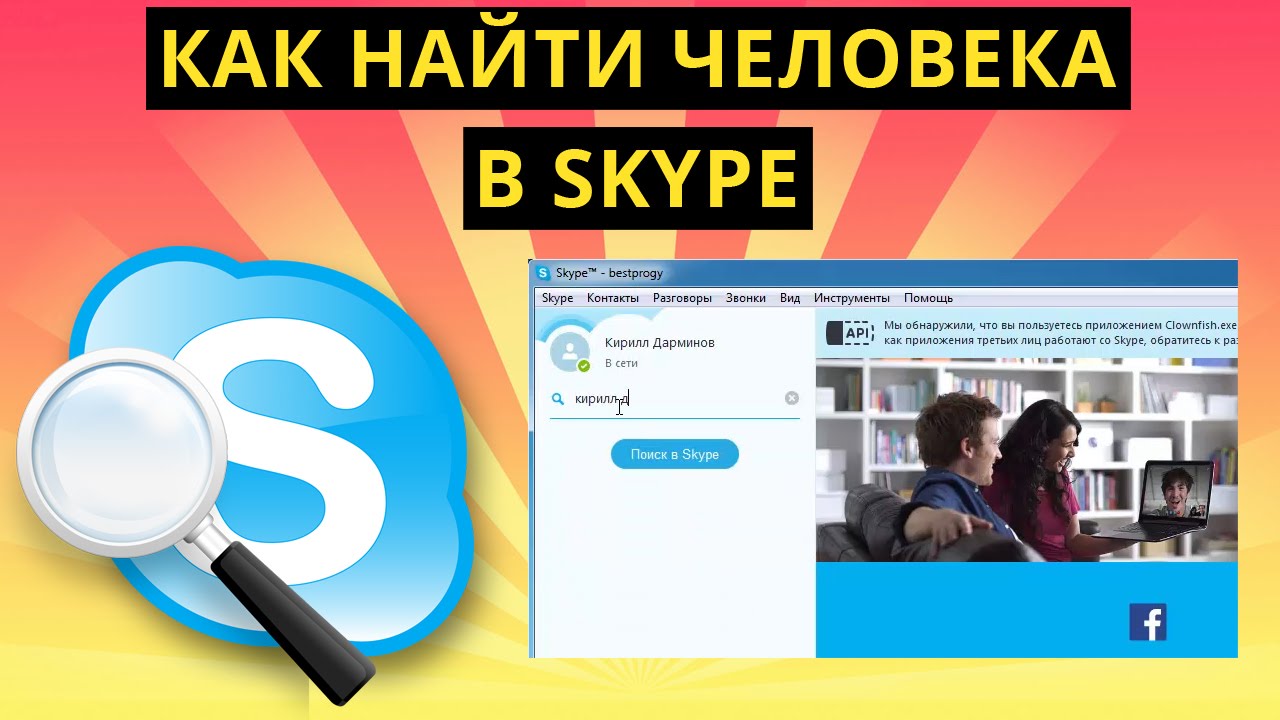 КАК НАЙТИ ЧЕЛОВЕКА
В SKYPE
S
S Skype™ - bestprogy
Skype Контакты Разговоры Звонки Вид Инструменты Помощь
Кирилл Дарминов
В сети
кирилл д
Поиск в Skype
API
Мы обнаружили, что вы пользуетесь приложением Clownfish.exe
как приложения третьих лиц работают со Skype, обратитесь к ра
f